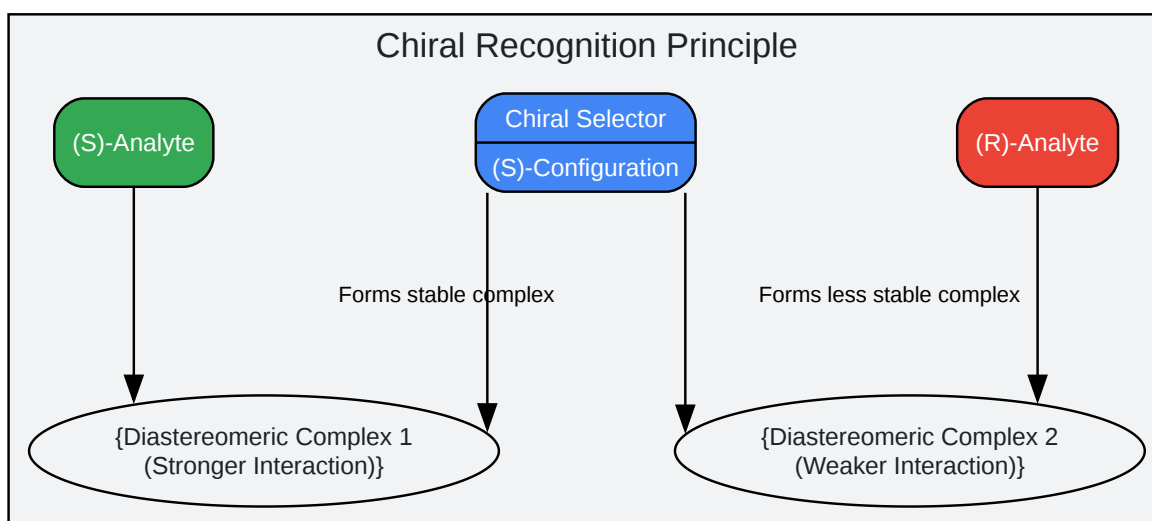 Chiral Recognition Principle
(S)-Analyte
Chiral Selector
(S)-Configuration
(R)-Analyte
Forms stable complex
Forms less stable complex
{Diastereomeric Complex 1
(Stronger Interaction)}
{Diastereomeric Complex 2
(Weaker Interaction)}